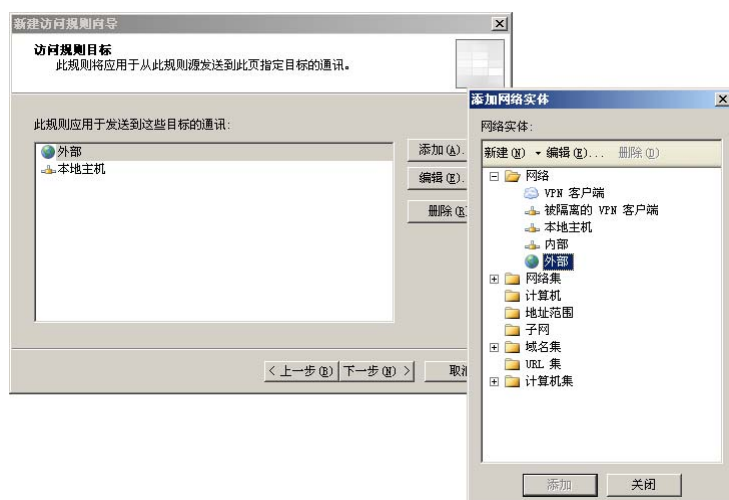 新建访问规则向导
访问规则目标
此规则将应用于从此规则源发送到此页指定目标的通讯。
此规则应用于发送到这些目标的通讯:
外部
本地主机
添加(A).
编辑(E).
删除(R
< 上一步(B)
下一步(N) >
取消
添加网络实体
网络实体:
新建(N) 编辑(E)... 删除(D)
网络
VPN 客户端
被隔离的 VPN 客户端
本地主机
内部
外部
网络集
计算机
地址范围
子网
域名集
URL 集
计算机集
添加
关闭